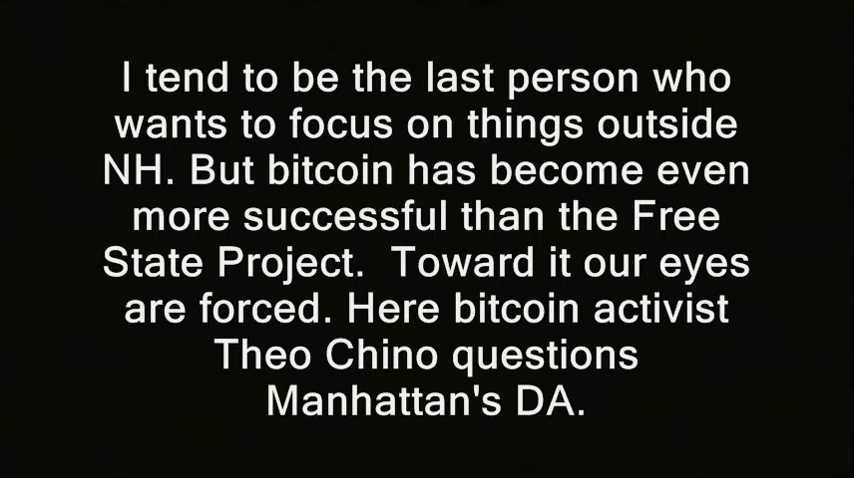 I tend to be the last person who
wants to focus on things outside
NH. But bitcoin has become even
more successful than the Free
State Project.  Toward it our eyes
are forced. Here bitcoin activist
Theo Chino questions
Manhattan's DA.